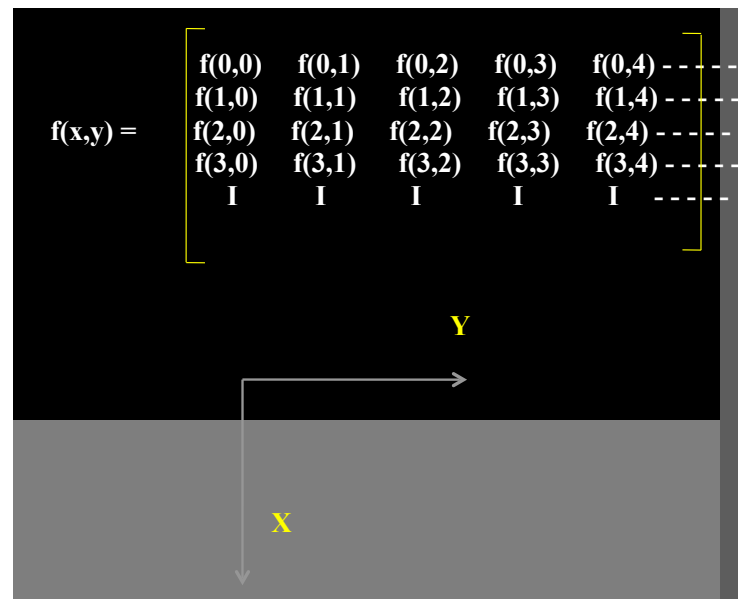 f(0,0) f(0,1) f(0,2) f(0,3) f(0,4) - - - -
f(1,0) f(1,1) f(1,2) f(1,3) f(1,4) - - - -
f(x,y) = f(2,0) f(2,1) f(2,2) f(2,3) f(2,4) - - - -
f(3,0) f(3,1) f(3,2) f(3,3) f(3,4) - - - -
I I I I I - - - -
Y
X